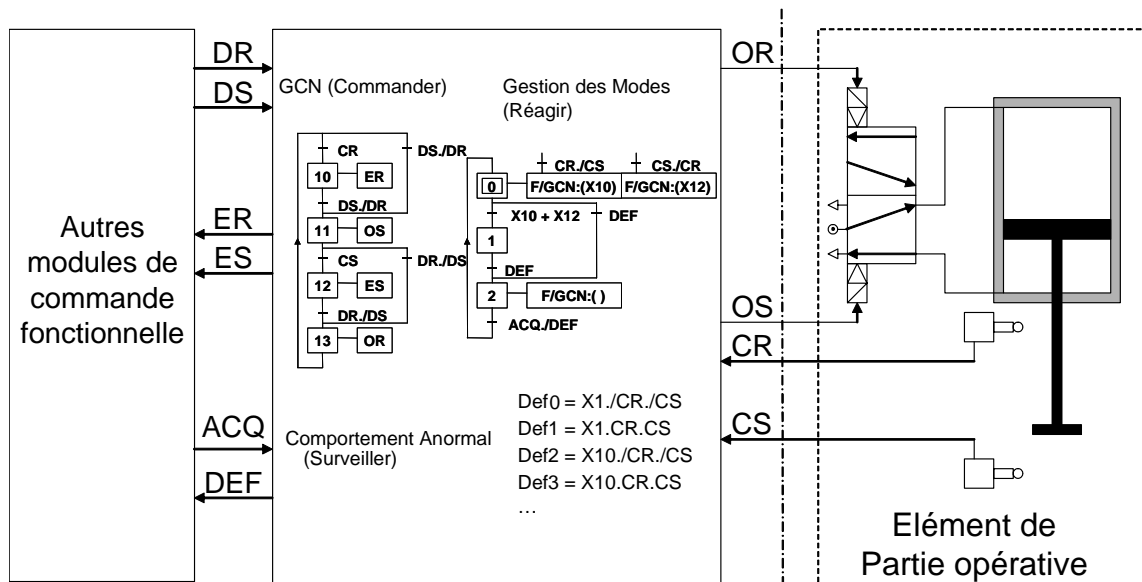 Autres
modules de
commande
fonctionnelle
DR
DS
ER
ES
ACQ
DEF
GCN (Commander)
CR
DS./DR
10
ER
DS./DR
11
OS
CS
DR./DS
12
ES
DR./DS
13
OR
Gestion des Modes
(Réagir)
CR./CS
CS./CR
0
F/GCN:(X10)
F/GCN:(X12)
X10 + X12
DEF
1
DEF
2
F/GCN:( )
ACQ./DEF
Comportement Anormal
(Surveiller)
Def0 = X1./CR./CS
Def1 = X1.CR.CS
Def2 = X10./CR./CS
Def3 = X10.CR.CS
…
OR
OS
CR
CS
Elément de
Partie opérative